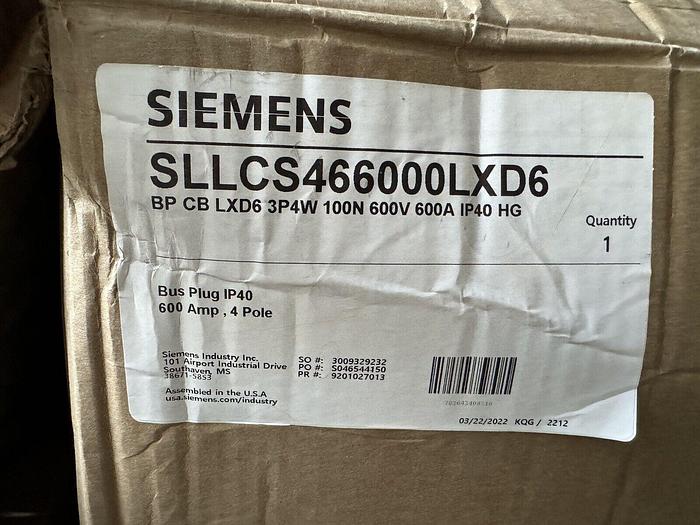 SIEMENS
SLLCS466000LXD6
BP CB LXD6 3P4W 100N 600V 600A IP40 HG
Quantity
1
Bus Plug IP40
600 Amp , 4 Pole
Siemens Industry Inc.
101 Airport Industrial Drive
Southaven, MS
38671-5853
SO #: 3009329232
PO #: S046544150
PR #: 9201027013
Assembled in the U.S.A
usa.siemens.com/industry
03/22/2022 KQG / 2212